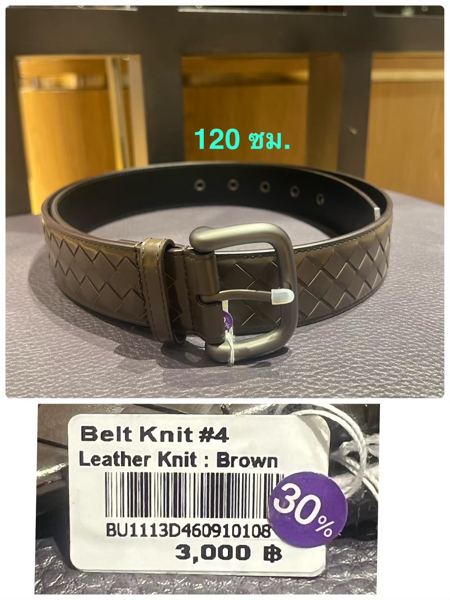 120 ซม.
Belt Knit #4
Leather Knit : Brown
30%
BU1113D460910108
3,000 ฿